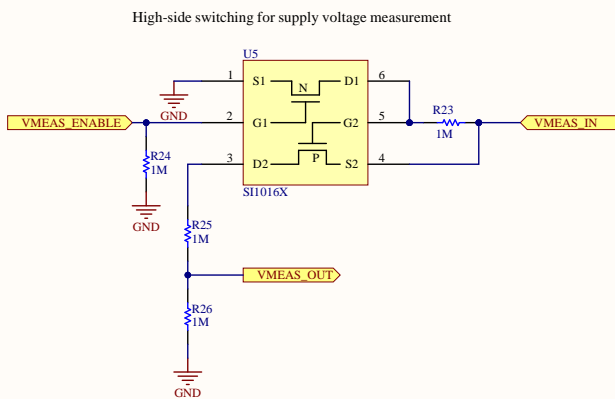 High-side switching for supply voltage measurement
U5
1 S1 D1 6
N
VMEAS_ENABLE 2 G1 G2 5 R23 1M VMEAS_IN
GND
P
3 D2 S2 4
SI1016X
R24
1M
GND
R25
1M
VMEAS_OUT
R26
1M
GND